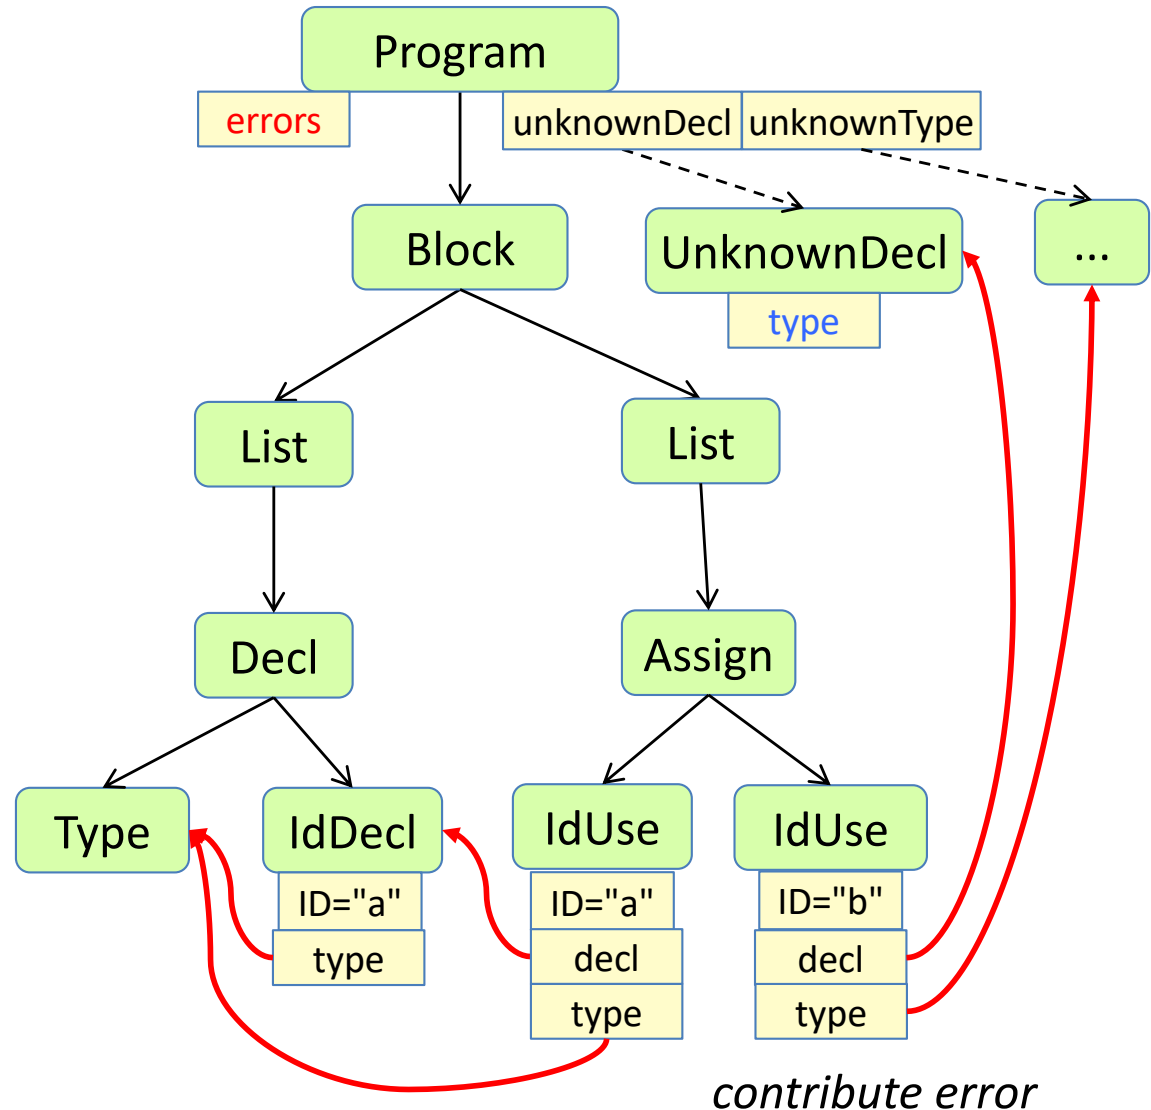 Program
errors
unknownDecl
unknownType
Block
UnknownDecl
...
type
List
List
Decl
Assign
Type
IdDecl
IdUse
IdUse
ID="a"
ID="a"
ID="b"
type
decl
decl
type
type
contribute error